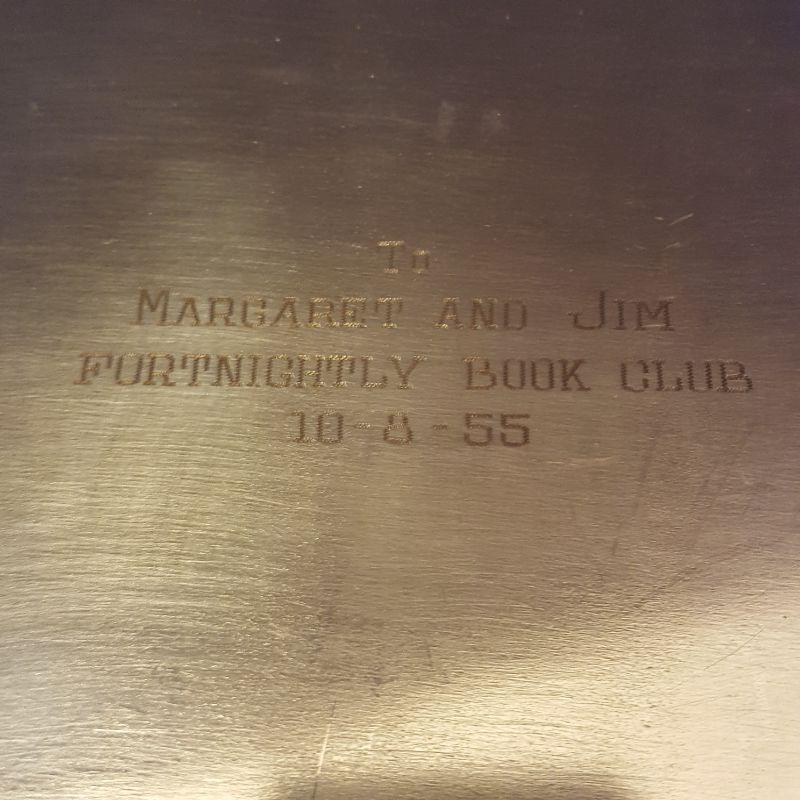 To
Margaret and Jim
Fortnightly Book Club
10-8-55